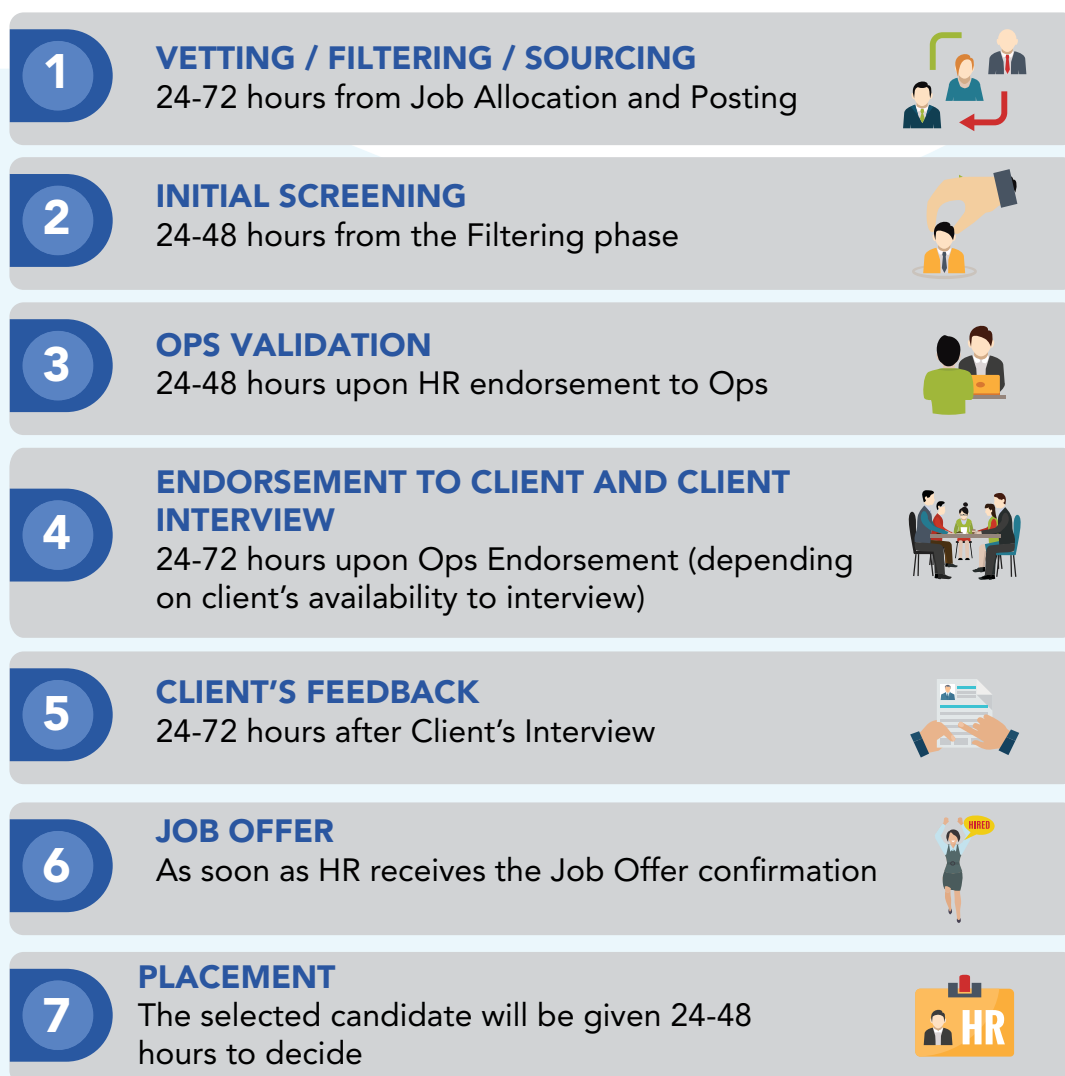 1
VETTING / FILTERING / SOURCING
24-72 hours from Job Allocation and Posting
2
INITIAL SCREENING
24-48 hours from the Filtering phase
3
OPS VALIDATION
24-48 hours upon HR endorsement to Ops
4
ENDORSEMENT TO CLIENT AND CLIENT
INTERVIEW
24-72 hours upon Ops Endorsement (depending
on client's availability to interview)
5
CLIENT'S FEEDBACK
24-72 hours after Client's Interview
6
JOB OFFER
As soon as HR receives the Job Offer confirmation
HIRED
7
PLACEMENT
The selected candidate will be given 24-48
hours to decide
HR